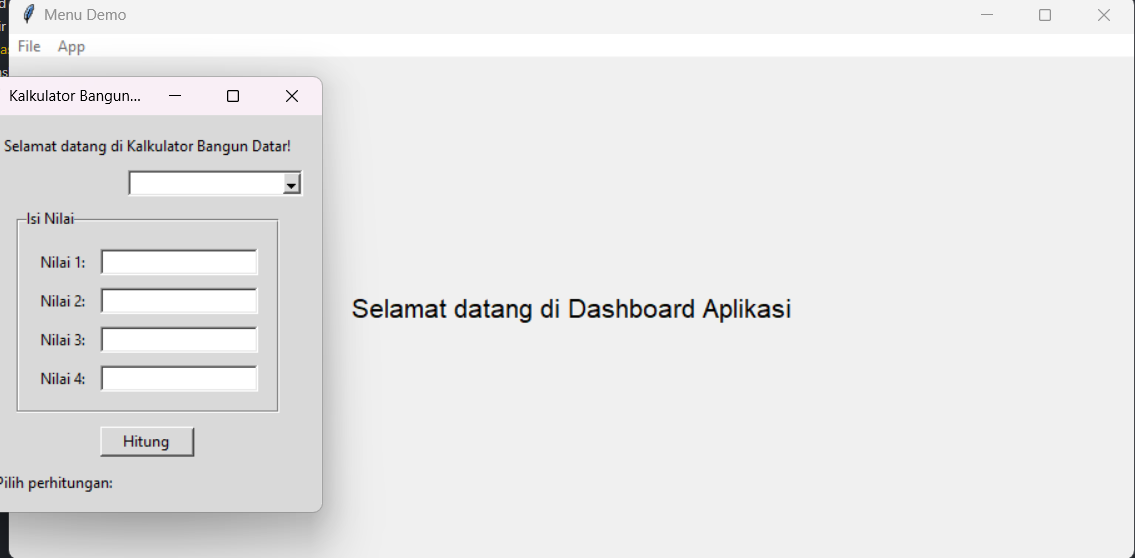 Menu Demo
File App
Kalkulator Bangun...
Selamat datang di Kalkulator Bangun Datar!
Isi Nilai
Nilai 1:
Nilai 2:
Nilai 3:
Nilai 4:
Hitung
Pilih perhitungan:
Selamat datang di Dashboard Aplikasi